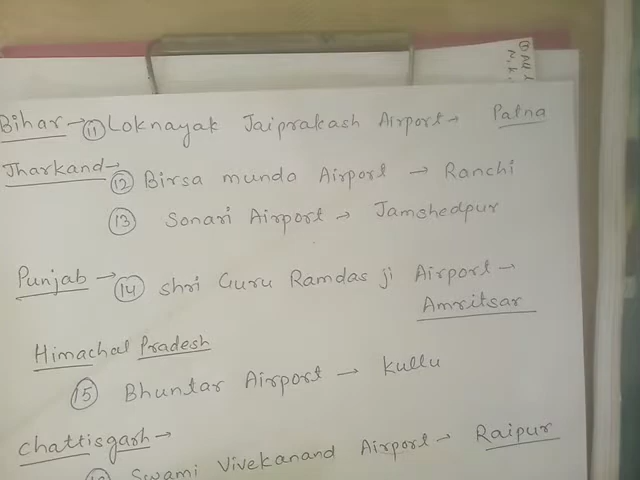 Bihar → ⑪ Loknayak Jaiprakash Airport → Patna
Jharkand →
⑫ Birsa munda Airport → Ranchi
⑬ Sonari Airport → Jamshedpur
Punjab → ⑭ shri Guru Ramdas ji Airport →
Amritsar
Himachal Pradesh
⑮ Bhuntar Airport → Kullu
Chattisgarh →
Swami Vivekanand Airport → Raipur